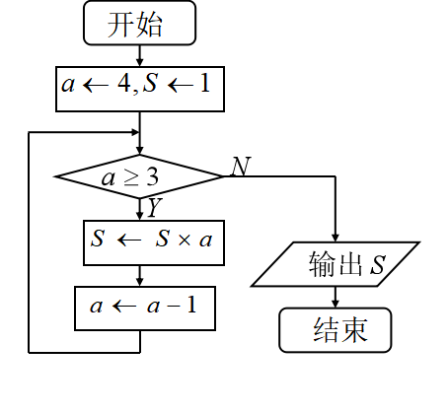 开始
a ← 4, S ← 1
a ≥ 3
N
Y
S ← S × a
a ← a − 1
输出 S
结束